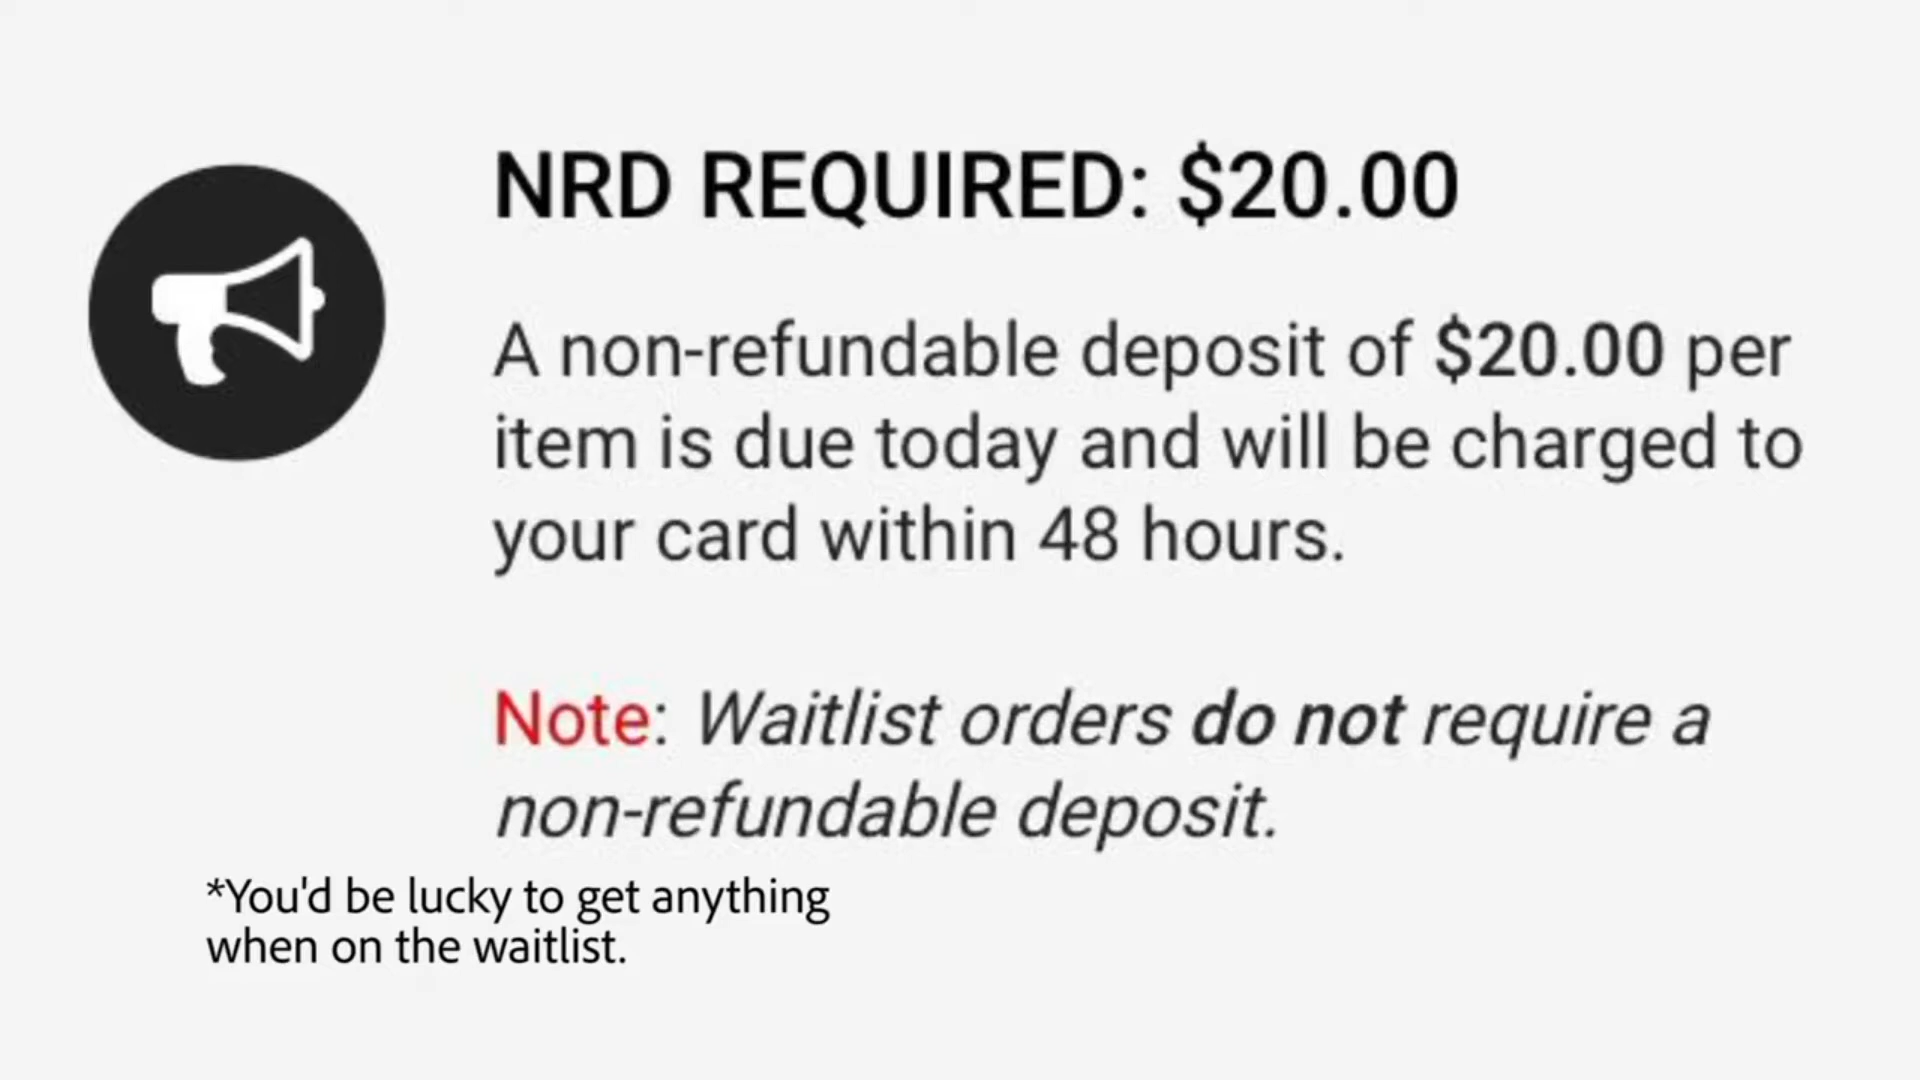 NRD REQUIRED: $20.00
A non-refundable deposit of $20.00 per
item is due today and will be charged to
your card within 48 hours.
Note: Waitlist orders do not require a
non-refundable deposit.
*You'd be lucky to get anything
when on the waitlist.